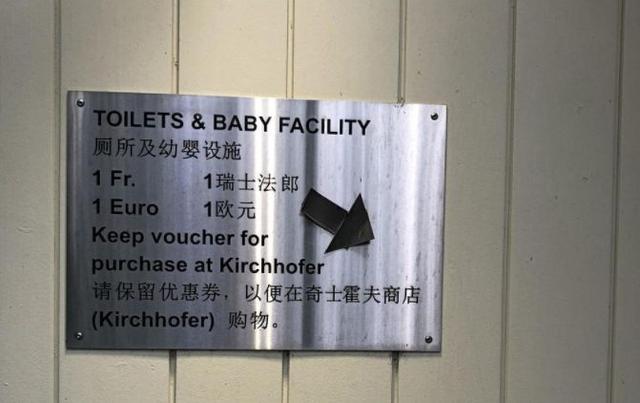 TOILETS & BABY FACILITY
厕所及幼婴设施
1 Fr. 1瑞士法郎
1 Euro 1欧元
Keep voucher for
purchase at Kirchhofer
请保留优惠券，以便在奇士霍夫商店
(Kirchhofer) 购物。